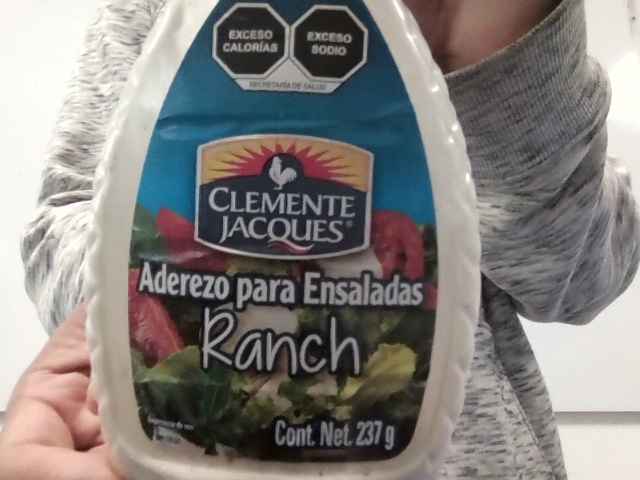 EXCESO CALORÍAS
EXCESO SODIO
SECRETARÍA DE SALUD
CLEMENTE
JACQUES®
Aderezo para Ensaladas
Ranch
Cont. Net. 237 g